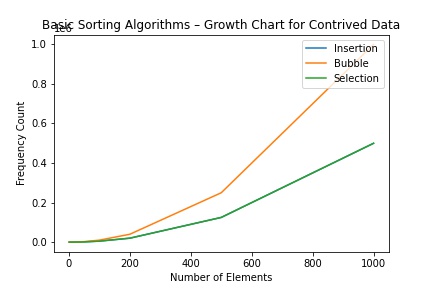 Basic Sorting Algorithms – Growth Chart for Contrived Data
1e6
Insertion
Bubble
Selection
1.0
0.8
0.6
0.4
0.2
0.0
Frequency Count
0 200 400 600 800 1000
Number of Elements